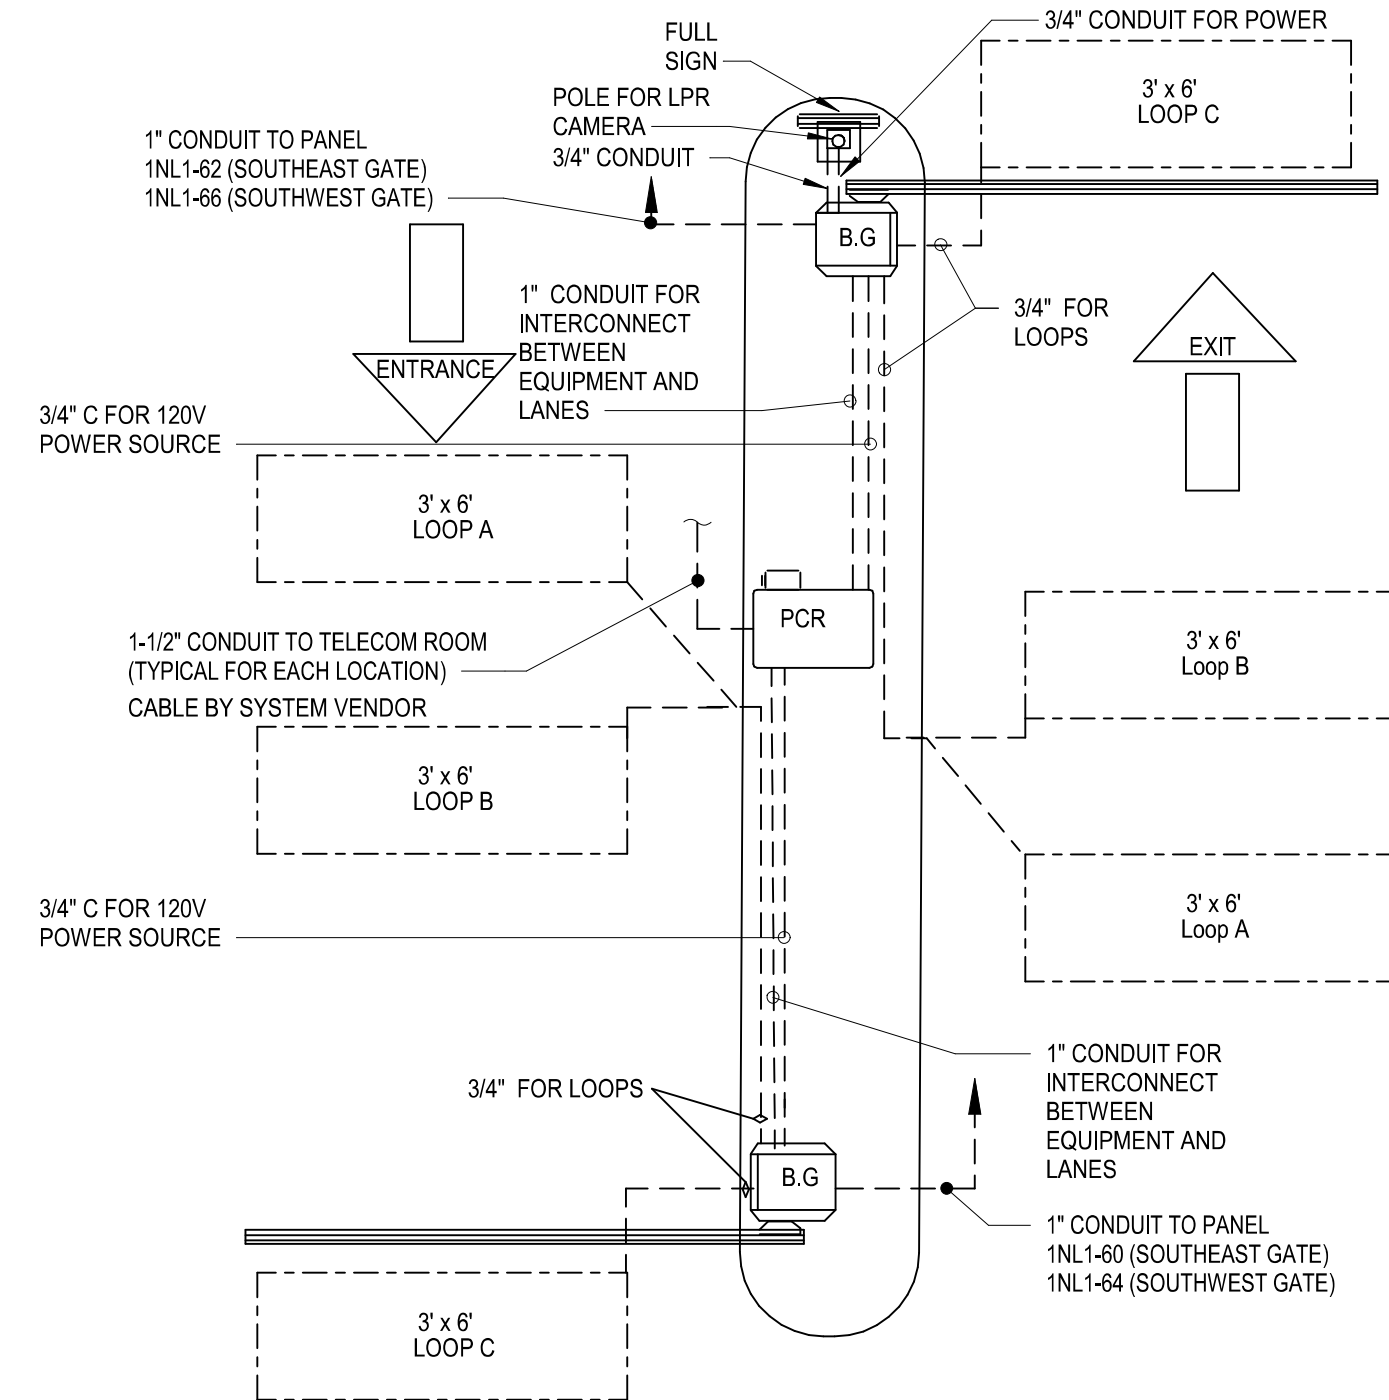 FULL
SIGN
3/4" CONDUIT FOR POWER
POLE FOR LPR
CAMERA
3/4" CONDUIT
3' x 6'
LOOP C
1" CONDUIT TO PANEL
1NL1-62 (SOUTHEAST GATE)
1NL1-66 (SOUTHWEST GATE)
B.G
1" CONDUIT FOR
INTERCONNECT
BETWEEN
EQUIPMENT AND
LANES
3/4" FOR
LOOPS
ENTRANCE
EXIT
3/4" C FOR 120V
POWER SOURCE
3' x 6'
LOOP A
PCR
1-1/2" CONDUIT TO TELECOM ROOM
(TYPICAL FOR EACH LOCATION)
CABLE BY SYSTEM VENDOR
3' x 6'
Loop B
3' x 6'
LOOP B
3/4" C FOR 120V
POWER SOURCE
3' x 6'
Loop A
3/4" FOR LOOPS
1" CONDUIT FOR
INTERCONNECT
BETWEEN
EQUIPMENT AND
LANES
B.G
1" CONDUIT TO PANEL
1NL1-60 (SOUTHEAST GATE)
1NL1-64 (SOUTHWEST GATE)
3' x 6'
LOOP C